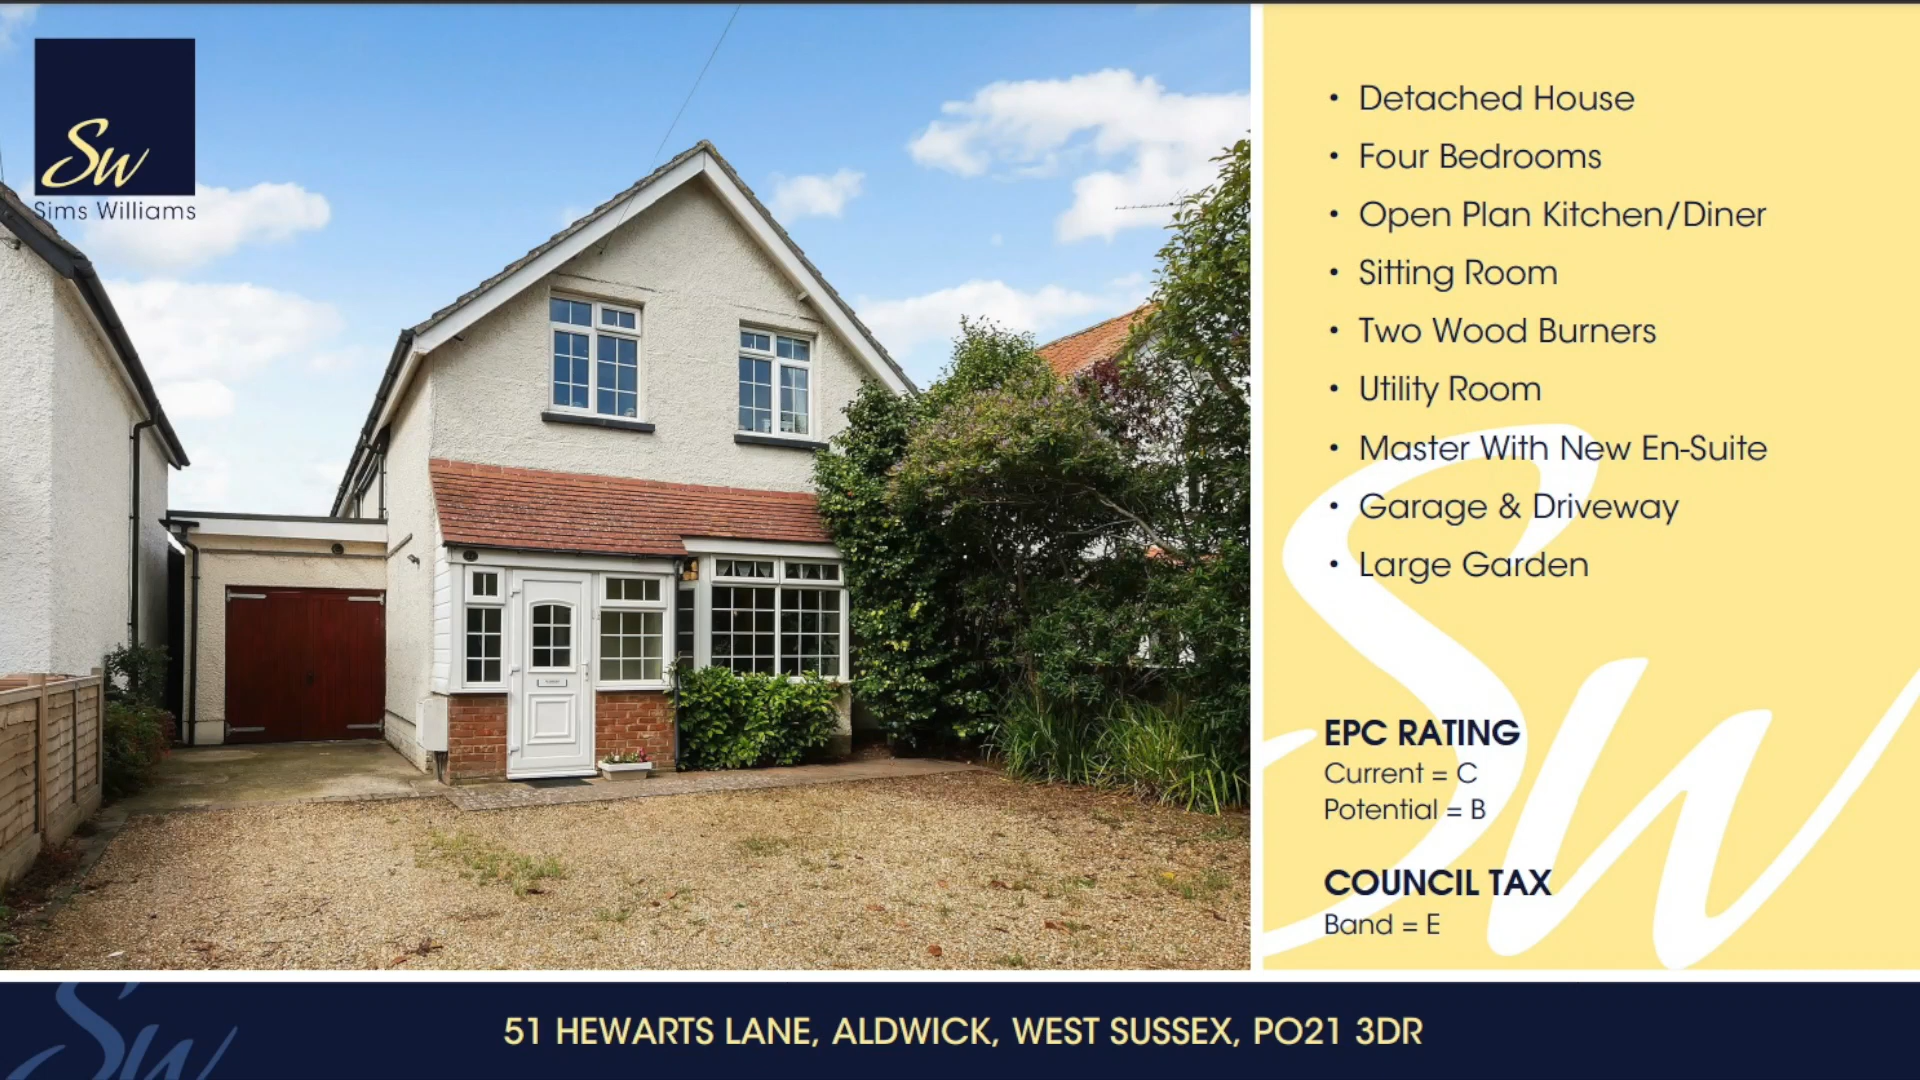 Sw
Sims Williams
• Detached House
• Four Bedrooms
• Open Plan Kitchen/Diner
• Sitting Room
• Two Wood Burners
• Utility Room
• Master With New En-Suite
• Garage & Driveway
• Large Garden
EPC RATING
Current = C
Potential = B
COUNCIL TAX
Band = E
Sw
51 HEWARTS LANE, ALDWICK, WEST SUSSEX, PO21 3DR
Sw